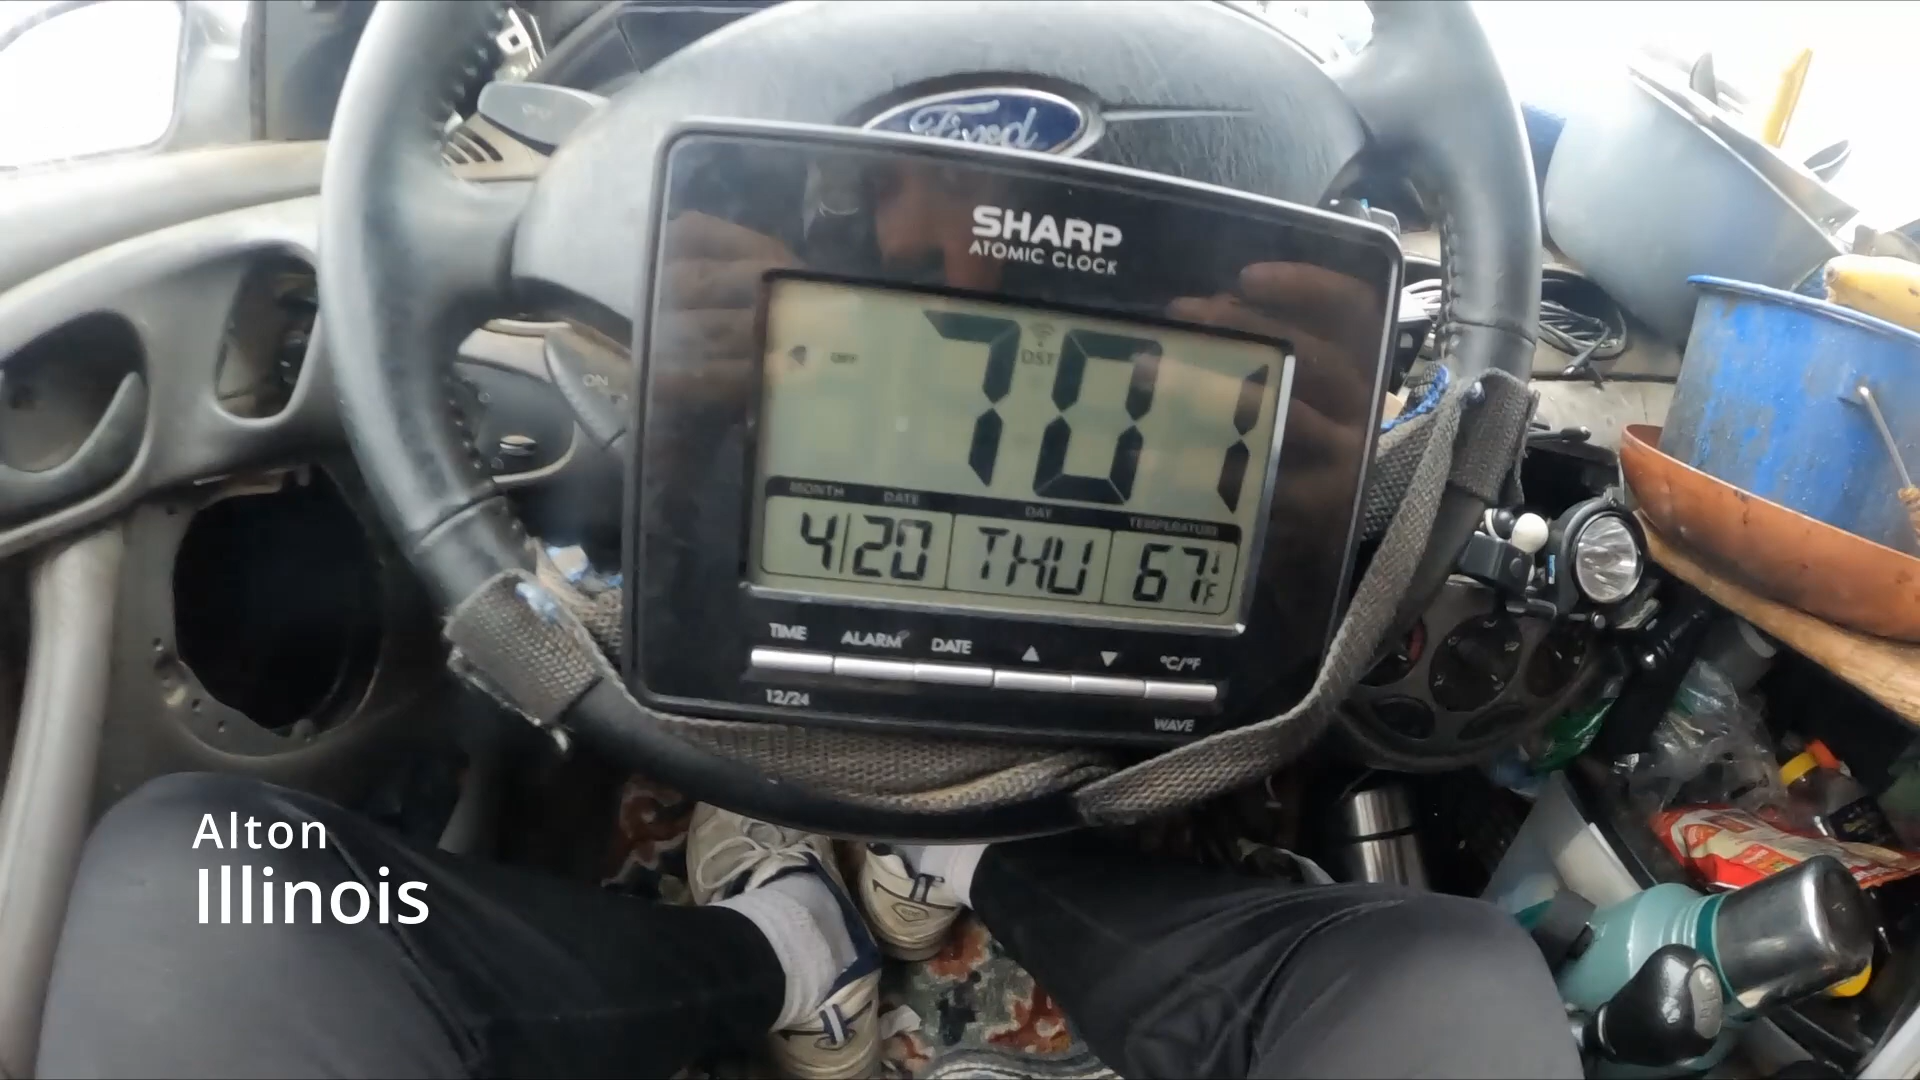 Ford
SHARP
ATOMIC CLOCK
ON
OFF
DST
7:01
MONTH DATE DAY TEMPERATURE
4/20 THU 67°F
TIME ALARM DATE ▲ ▼ °C/°F
12/24 WAVE
Alton
Illinois